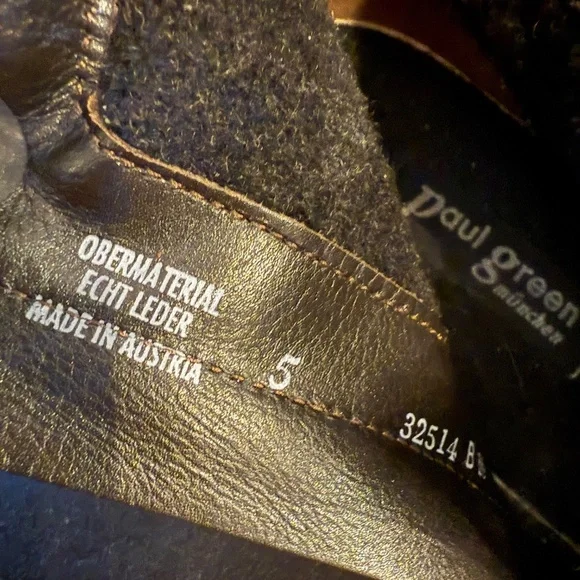 OBERMATERIAL
ECHT LEDER
MADE IN AUSTRIA
5
32514 B
paul green
münchen